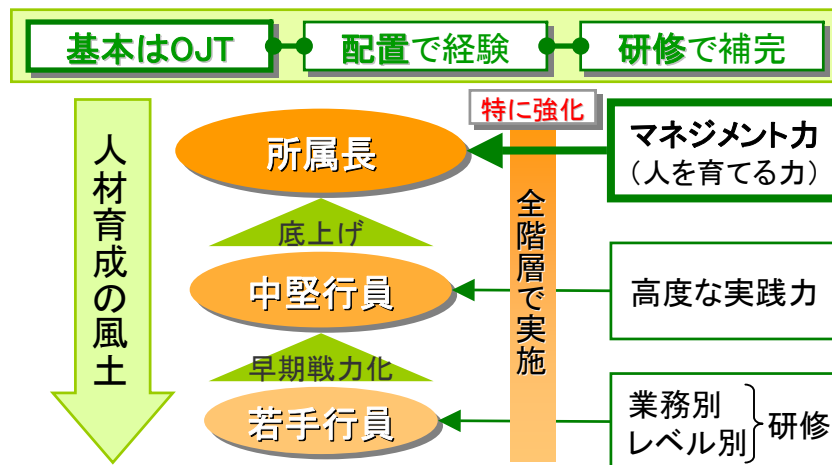 基本はOJT
配置で経験
研修で補完
特に強化
人材育成の風土
所属長
マネジメント力
(人を育てる力)
底上げ
全階層で実施
中堅行員
高度な実践力
早期戦力化
若手行員
業務別
レベル別
研修